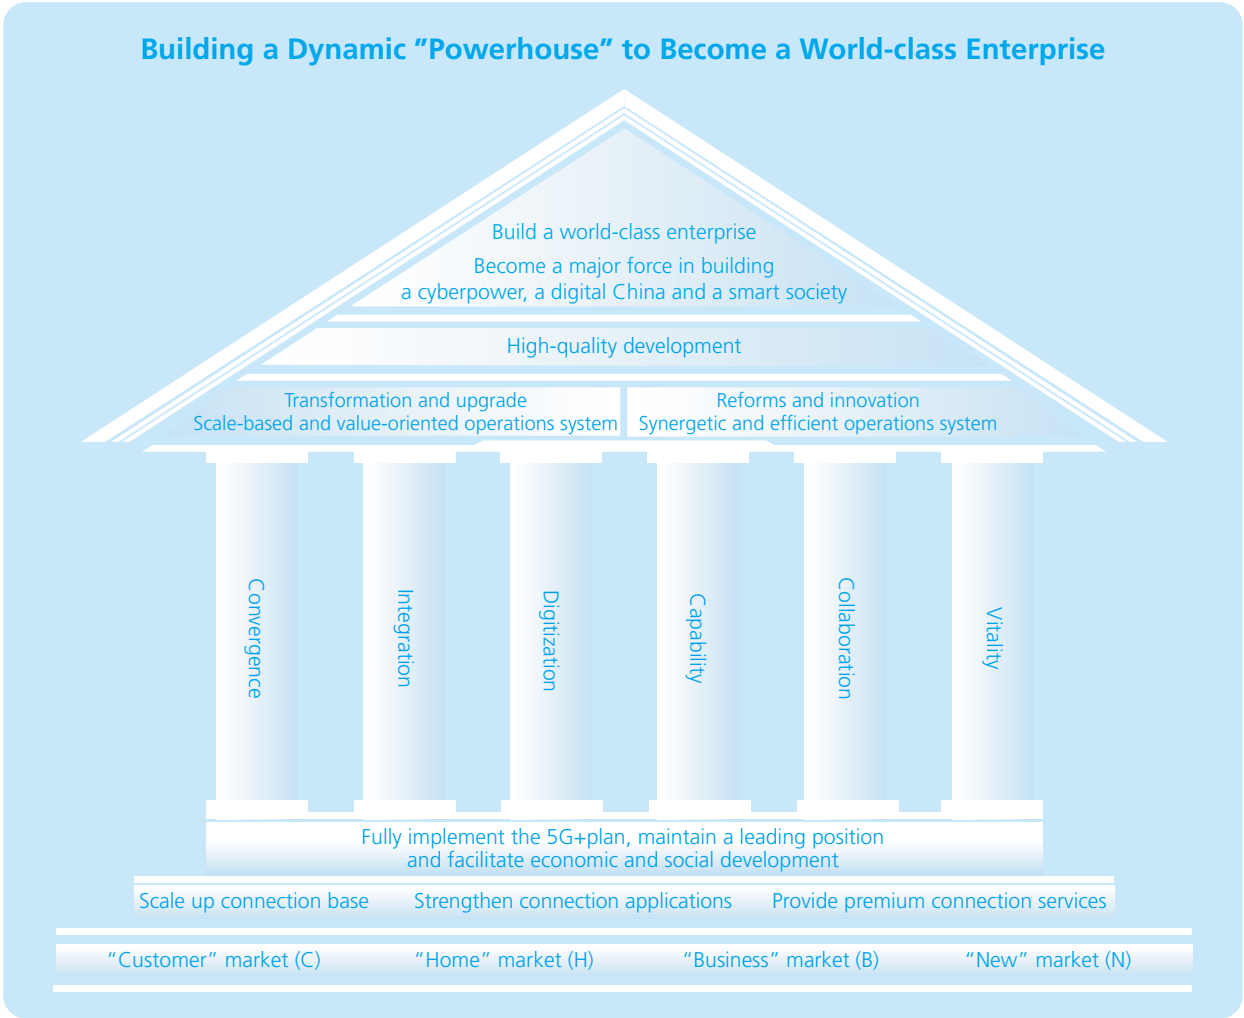 Building a Dynamic ”Powerhouse” to Become a World-class Enterprise
Build a world-class enterprise
Become a major force in building
a cyberpower, a digital China and a smart society
High-quality development
Transformation and upgrade
Scale-based and value-oriented operations system
Reforms and innovation
Synergetic and efficient operations system
Convergence
Integration
Digitization
Capability
Collaboration
Vitality
Fully implement the 5G+plan, maintain a leading position
and facilitate economic and social development
Scale up connection base
Strengthen connection applications
Provide premium connection services
“Customer” market (C)
“Home” market (H)
“Business” market (B)
“New” market (N)